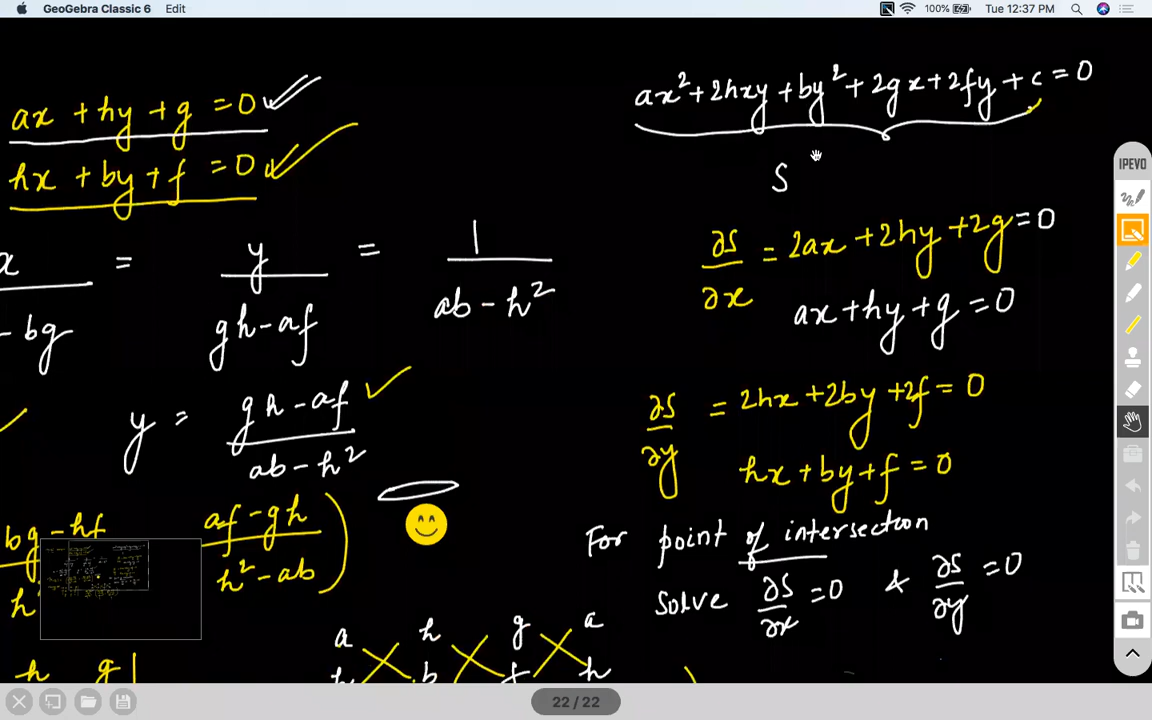 GeoGebra Classic 6 Edit 100% Tue 12:37 PM
ax + hy + g = 0
hx + by + f = 0
x = y = 1
- bg gh - af ab - h²
y = gh - af
ab - h²
bg - hf af - gh
h h² - ab
a h g a
h b f h
h g
ax² + 2hxy + by² + 2gx + 2fy + c = 0
S
∂S = 2ax + 2hy + 2g = 0
∂x
ax + hy + g = 0
∂S = 2hx + 2by + 2f = 0
∂y
hx + by + f = 0
For point of intersection
Solve ∂S = 0 & ∂S = 0
∂x ∂y
IPEVO
22 / 22